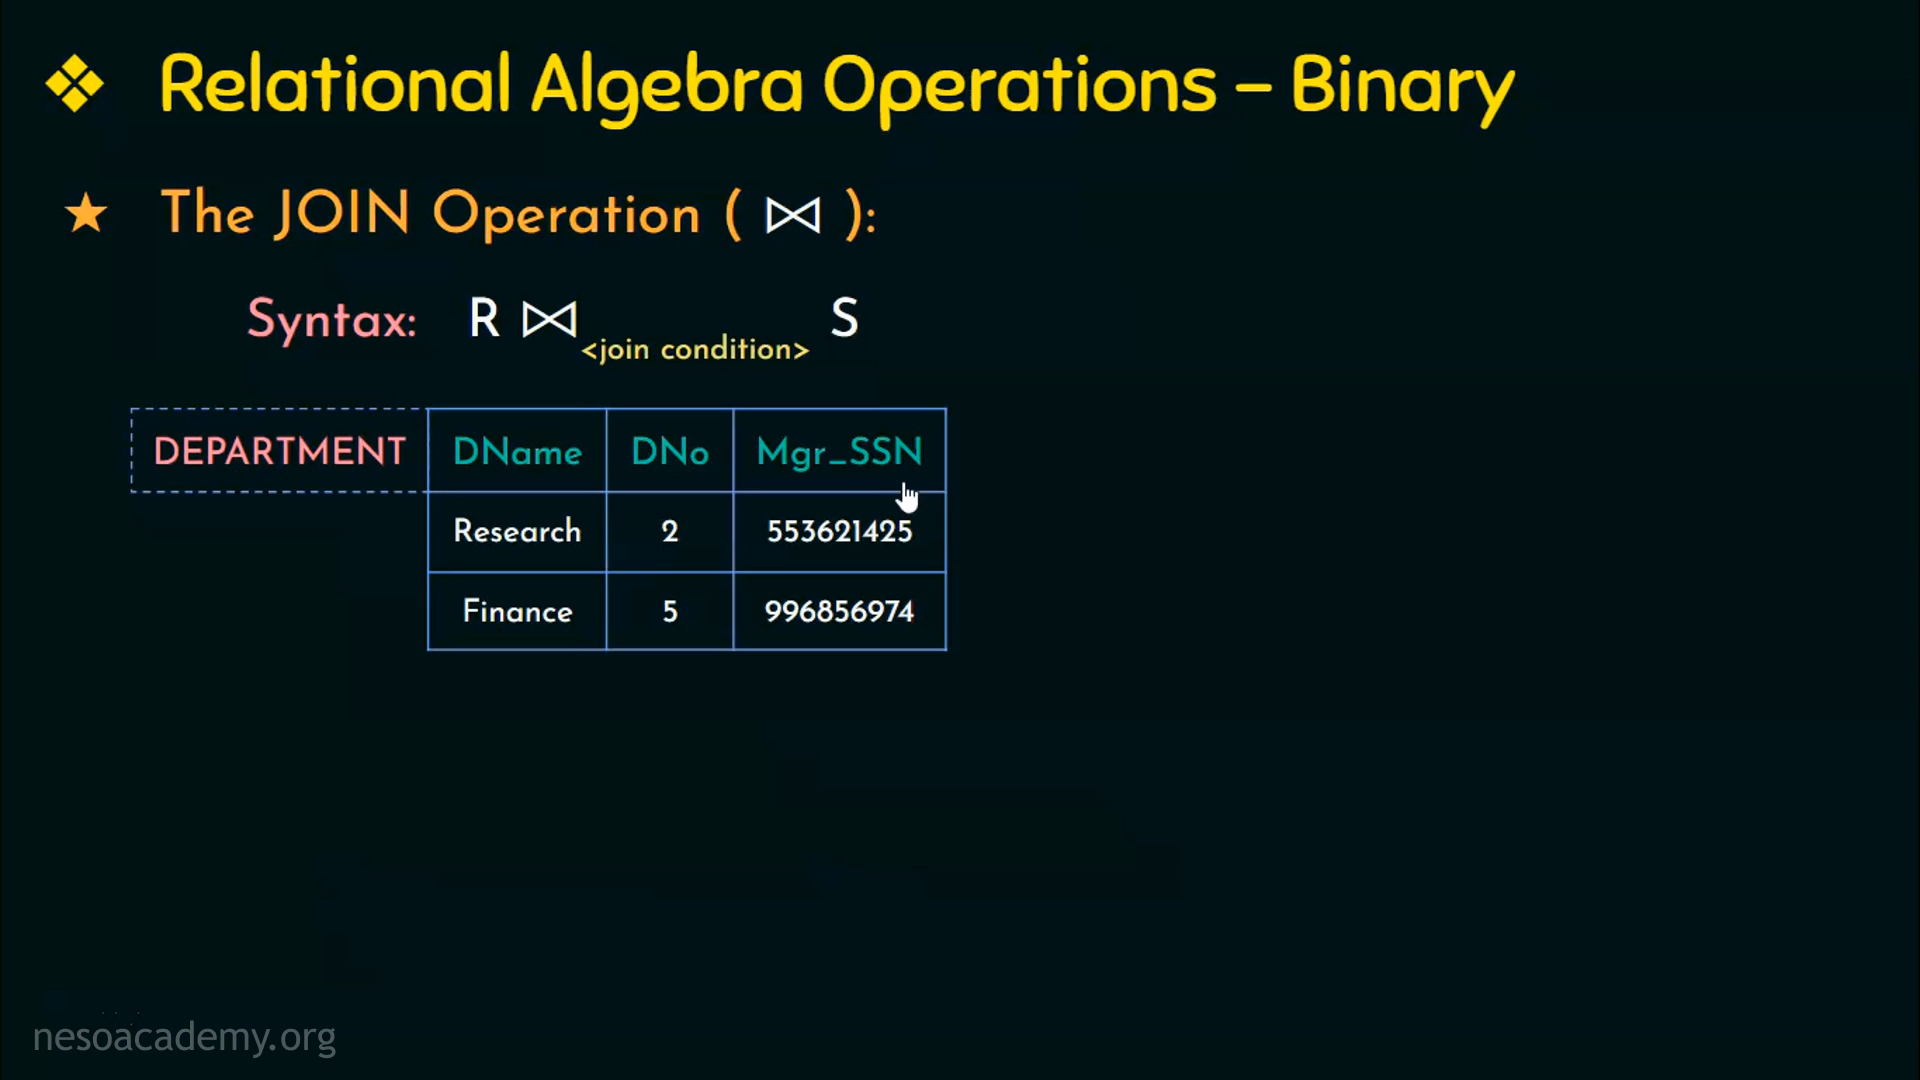 ❖ Relational Algebra Operations – Binary
★ The JOIN Operation ( ⋈ ):
Syntax: R ⋈ <join condition> S
DEPARTMENT DName DNo Mgr_SSN
Research 2 553621425
Finance 5 996856974
nesoacademy.org